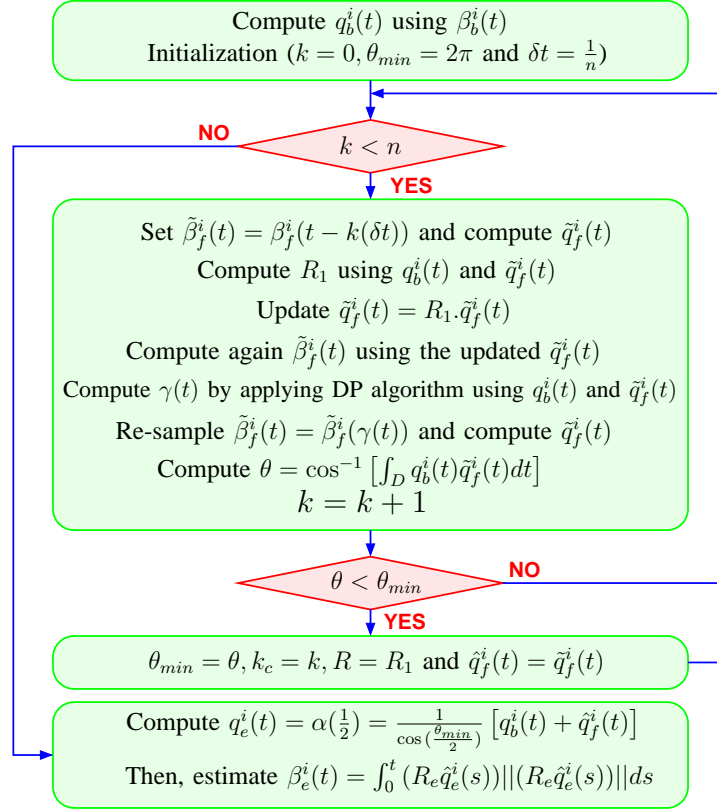 Compute $q_b^i(t)$ using $\beta_b^i(t)$
Initialization ($k = 0, \theta_{min} = 2\pi$ and $\delta t = \frac{1}{n}$)
NO
$k < n$
YES
Set $\tilde{\beta}_f^i(t) = \beta_f^i(t - k(\delta t))$ and compute $\tilde{q}_f^i(t)$
Compute $R_1$ using $q_b^i(t)$ and $\tilde{q}_f^i(t)$
Update $\tilde{q}_f^i(t) = R_1.\tilde{q}_f^i(t)$
Compute again $\tilde{\beta}_f^i(t)$ using the updated $\tilde{q}_f^i(t)$
Compute $\gamma(t)$ by applying DP algorithm using $q_b^i(t)$ and $\tilde{q}_f^i(t)$
Re-sample $\tilde{\beta}_f^i(t) = \tilde{\beta}_f^i(\gamma(t))$ and compute $\tilde{q}_f^i(t)$
Compute $\theta = \cos^{-1}\left[\int_D q_b^i(t)\tilde{q}_f^i(t)dt\right]$
$k = k + 1$
$\theta < \theta_{min}$
NO
YES
$\theta_{min} = \theta, k_c = k, R = R_1$ and $\hat{q}_f^i(t) = \tilde{q}_f^i(t)$
Compute $q_e^i(t) = \alpha(\frac{1}{2}) = \frac{1}{\cos(\frac{\theta_{min}}{2})}\left[q_b^i(t) + \hat{q}_f^i(t)\right]$
Then, estimate $\beta_e^i(t) = \int_0^t (R_e\hat{q}_e^i(s))||(R_e\hat{q}_e^i(s))||ds$